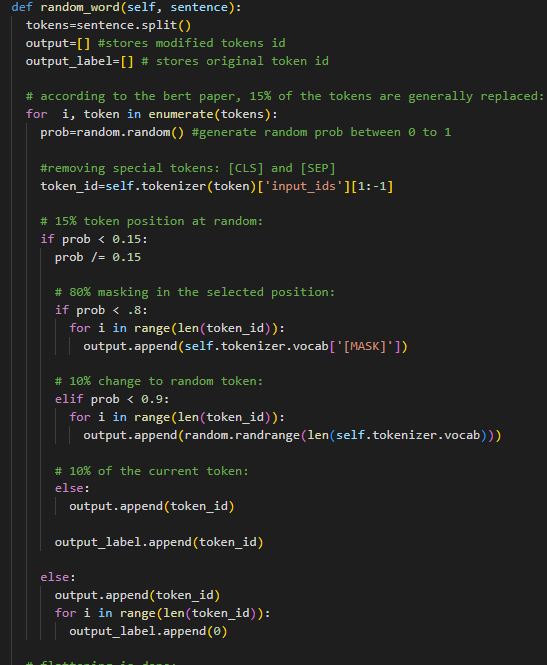 def random_word(self, sentence):
tokens=sentence.split()
output=[] #stores modified tokens id
output_label=[] # stores original token id
# according to the bert paper, 15% of the tokens are generally replaced:
for  i, token in enumerate(tokens):
prob=random.random() #generate random prob between 0 to 1
#removing special tokens: [CLS] and [SEP]
token_id=self.tokenizer(token)['input_ids'][1:-1]
# 15% token position at random:
if prob < 0.15:
prob /= 0.15
# 80% masking in the selected position:
if prob < .8:
for i in range(len(token_id)):
output.append(self.tokenizer.vocab['[MASK]'])
# 10% change to random token:
elif prob < 0.9:
for i in range(len(token_id)):
output.append(random.randrange(len(self.tokenizer.vocab)))
# 10% of the current token:
else:
output.append(token_id)
output_label.append(token_id)
else:
output.append(token_id)
for i in range(len(token_id)):
output_label.append(0)